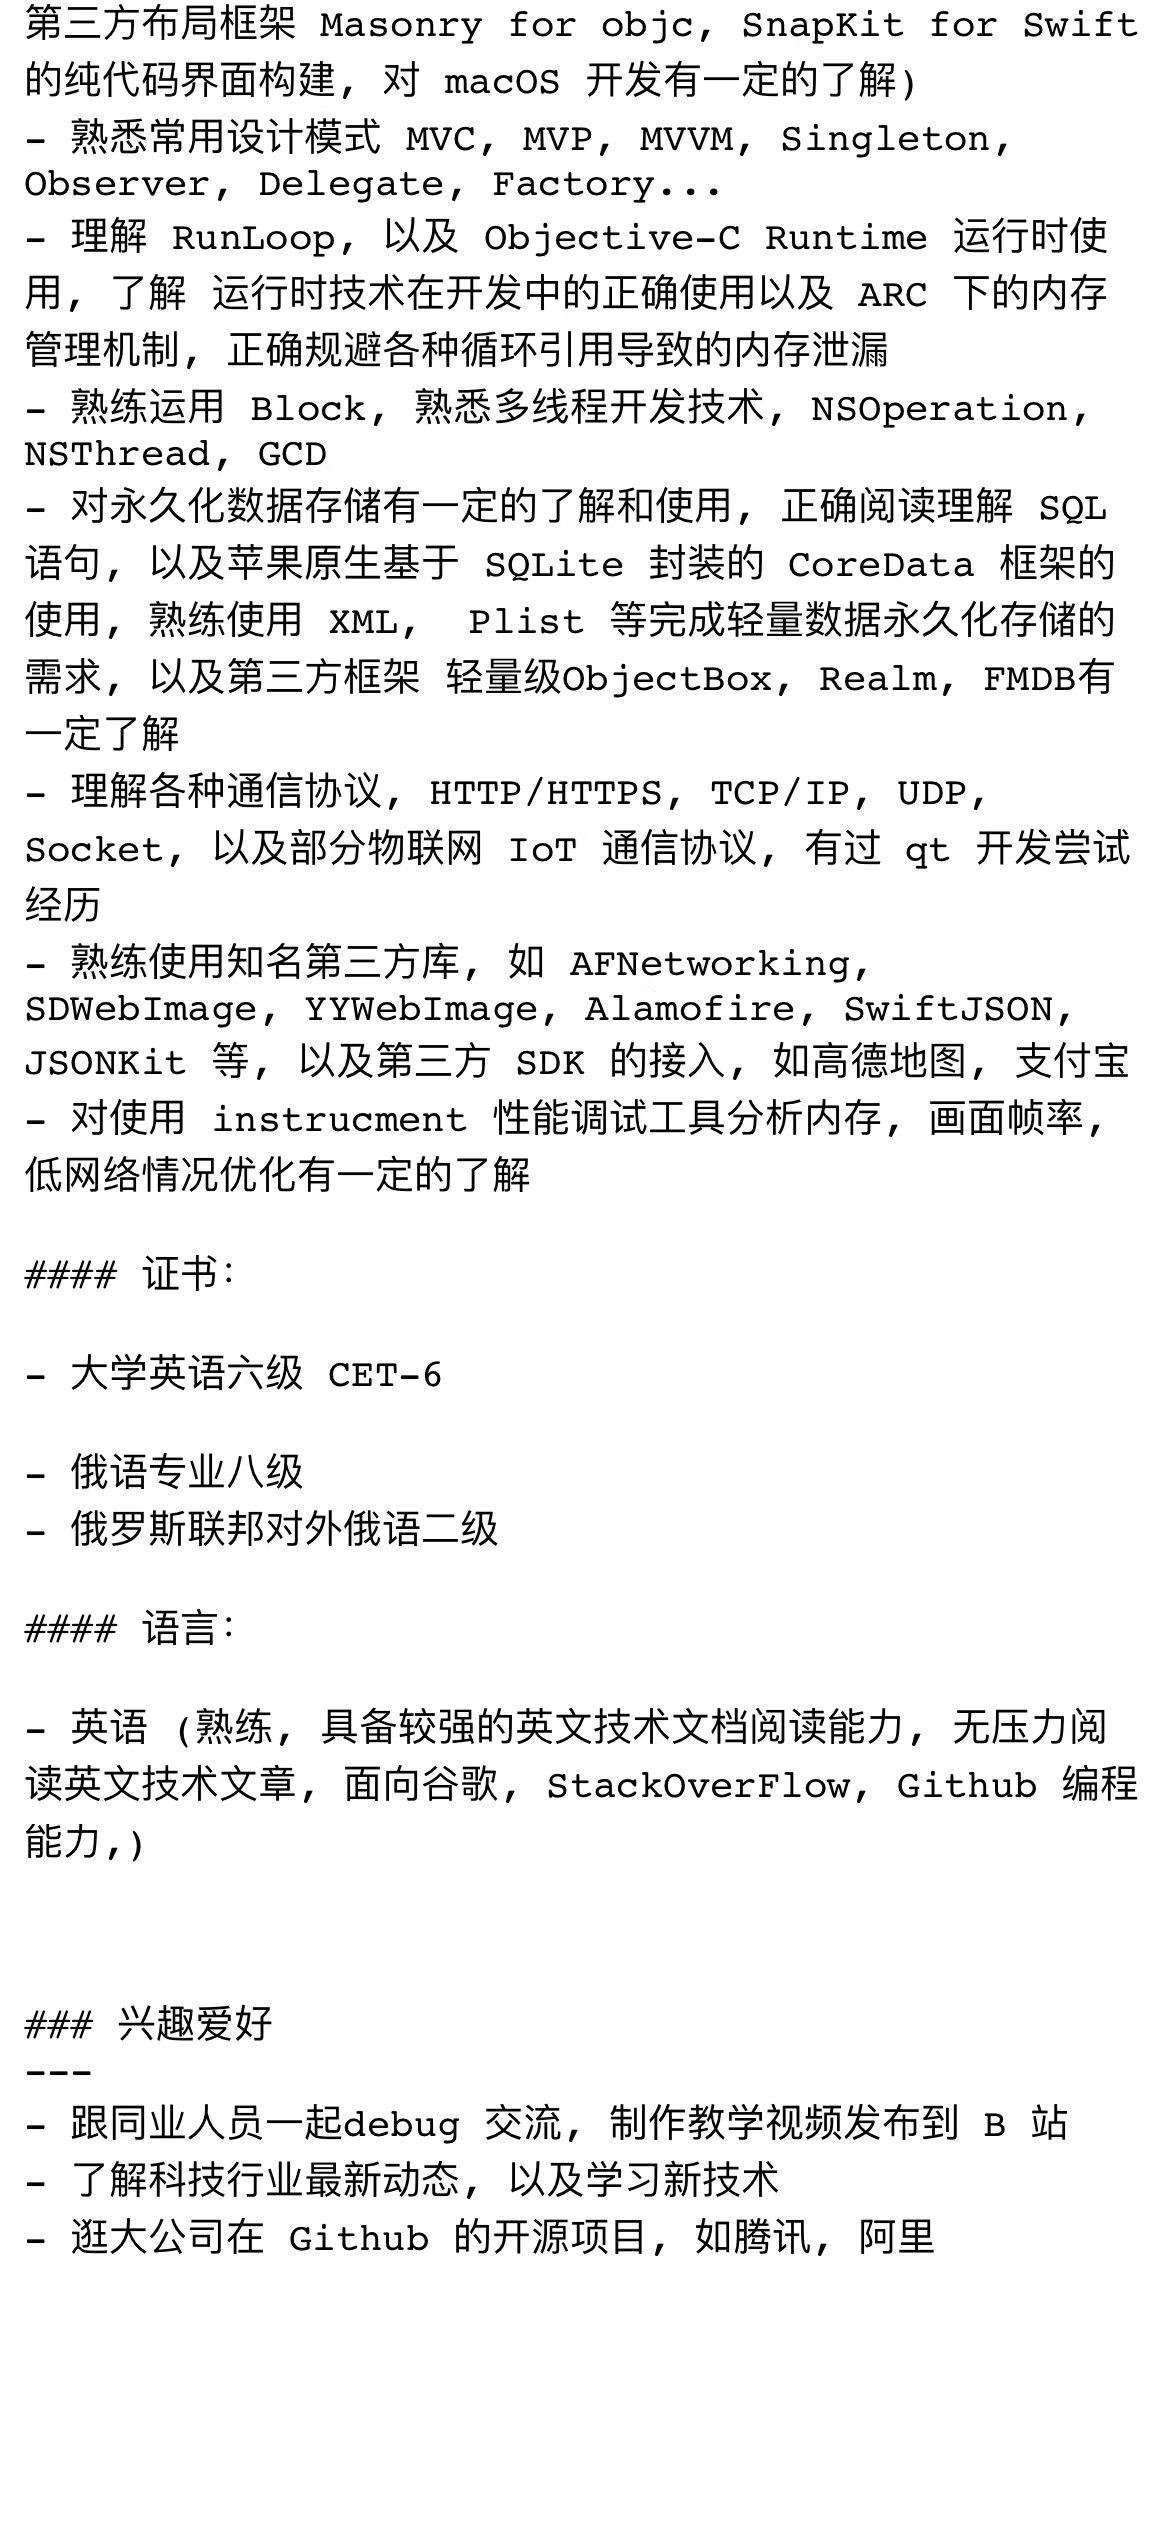 第三方布局框架 Masonry for objc, SnapKit for Swift
的纯代码界面构建, 对 macOS 开发有一定的了解)
- 熟悉常用设计模式 MVC, MVP, MVVM, Singleton,
Observer, Delegate, Factory...
- 理解 RunLoop, 以及 Objective-C Runtime 运行时使
用, 了解 运行时技术在开发中的正确使用以及 ARC 下的内存
管理机制, 正确规避各种循环引用导致的内存泄漏
- 熟练运用 Block, 熟悉多线程开发技术, NSOperation,
NSThread, GCD
- 对永久化数据存储有一定的了解和使用, 正确阅读理解 SQL
语句, 以及苹果原生基于 SQLite 封装的 CoreData 框架的
使用, 熟练使用 XML,  Plist 等完成轻量数据永久化存储的
需求, 以及第三方框架 轻量级ObjectBox, Realm, FMDB有
一定了解
- 理解各种通信协议, HTTP/HTTPS, TCP/IP, UDP,
Socket, 以及部分物联网 IoT 通信协议, 有过 qt 开发尝试
经历
- 熟练使用知名第三方库, 如 AFNetworking,
SDWebImage, YYWebImage, Alamofire, SwiftJSON,
JSONKit 等, 以及第三方 SDK 的接入, 如高德地图, 支付宝
- 对使用 instrucment 性能调试工具分析内存, 画面帧率,
低网络情况优化有一定的了解
#### 证书:
- 大学英语六级 CET-6
- 俄语专业八级
- 俄罗斯联邦对外俄语二级
#### 语言:
- 英语 (熟练, 具备较强的英文技术文档阅读能力, 无压力阅
读英文技术文章, 面向谷歌, StackOverFlow, Github 编程
能力,)
### 兴趣爱好
---
- 跟同业人员一起debug 交流, 制作教学视频发布到 B 站
- 了解科技行业最新动态, 以及学习新技术
- 逛大公司在 Github 的开源项目, 如腾讯, 阿里